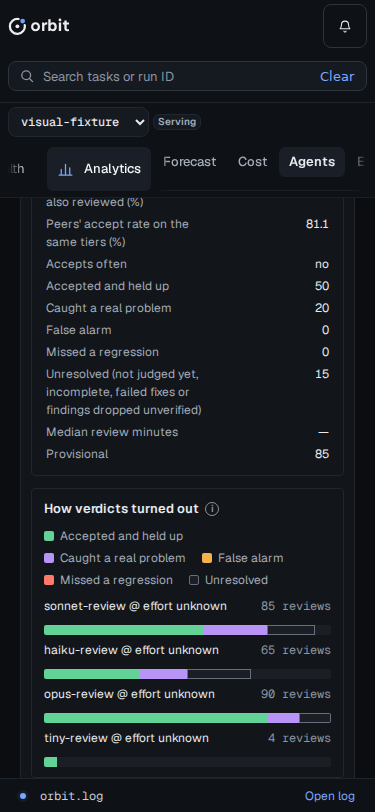 orbit
Search tasks or run ID Clear
visual-fixture Serving
lth Analytics Forecast Cost Agents E
also reviewed (%)
Peers' accept rate on the 81.1
same tiers (%)
Accepts often no
Accepted and held up 50
Caught a real problem 20
False alarm 0
Missed a regression 0
Unresolved (not judged yet, 15
incomplete, failed fixes or
findings dropped unverified)
Median review minutes —
Provisional 85
How verdicts turned out i
Accepted and held up
Caught a real problem False alarm
Missed a regression Unresolved
sonnet-review @ effort unknown 85 reviews
haiku-review @ effort unknown 65 reviews
opus-review @ effort unknown 90 reviews
tiny-review @ effort unknown 4 reviews
orbit.log Open log